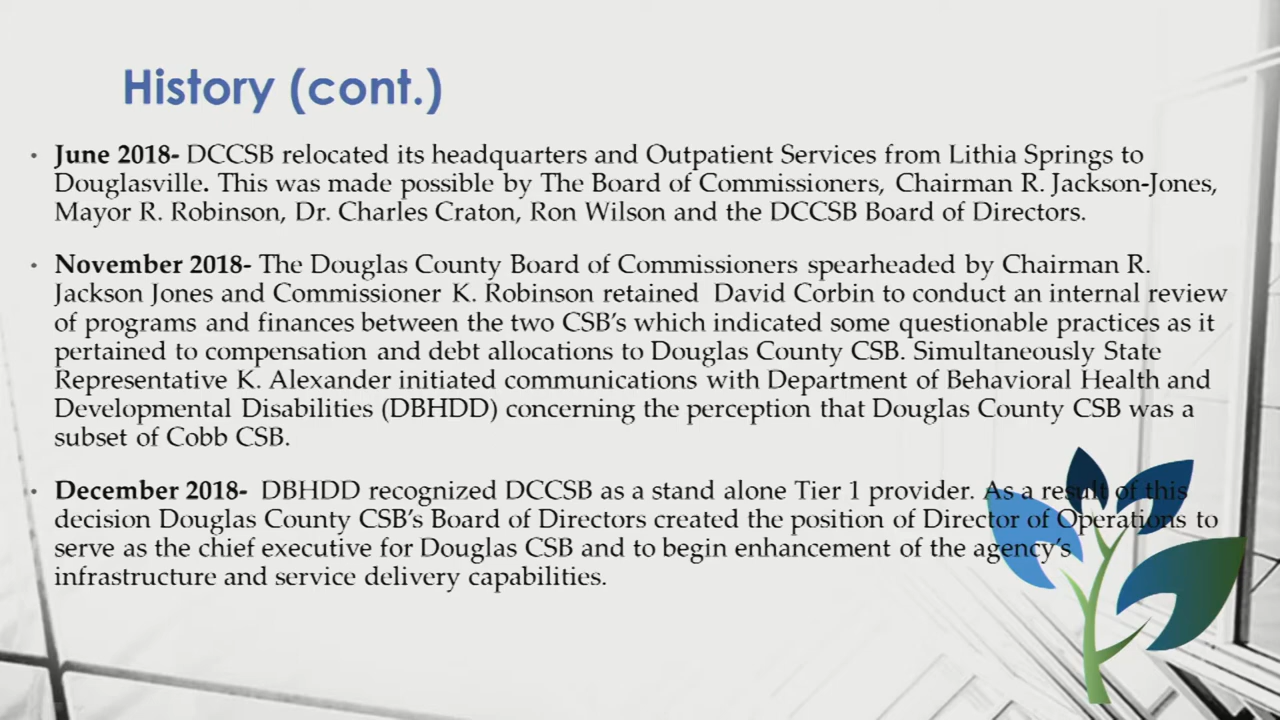 History (cont.)
• June 2018- DCCSB relocated its headquarters and Outpatient Services from Lithia Springs to
Douglasville. This was made possible by The Board of Commissioners, Chairman R. Jackson-Jones,
Mayor R. Robinson, Dr. Charles Craton, Ron Wilson and the DCCSB Board of Directors.
• November 2018- The Douglas County Board of Commissioners spearheaded by Chairman R.
Jackson Jones and Commissioner K. Robinson retained David Corbin to conduct an internal review
of programs and finances between the two CSB's which indicated some questionable practices as it
pertained to compensation and debt allocations to Douglas County CSB. Simultaneously State
Representative K. Alexander initiated communications with Department of Behavioral Health and
Developmental Disabilities (DBHDD) concerning the perception that Douglas County CSB was a
subset of Cobb CSB.
• December 2018- DBHDD recognized DCCSB as a stand alone Tier 1 provider. As a result of this
decision Douglas County CSB's Board of Directors created the position of Director of Operations to
serve as the chief executive for Douglas CSB and to begin enhancement of the agency's
infrastructure and service delivery capabilities.